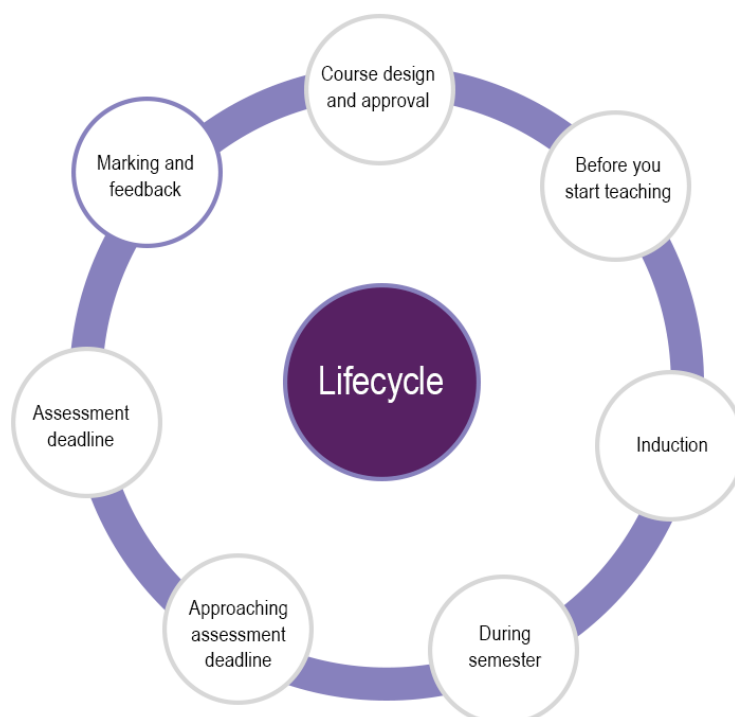 Course design
and approval
Before you
start teaching
Induction
During
semester
Approaching
assessment
deadline
Assessment
deadline
Marking and
feedback
Lifecycle